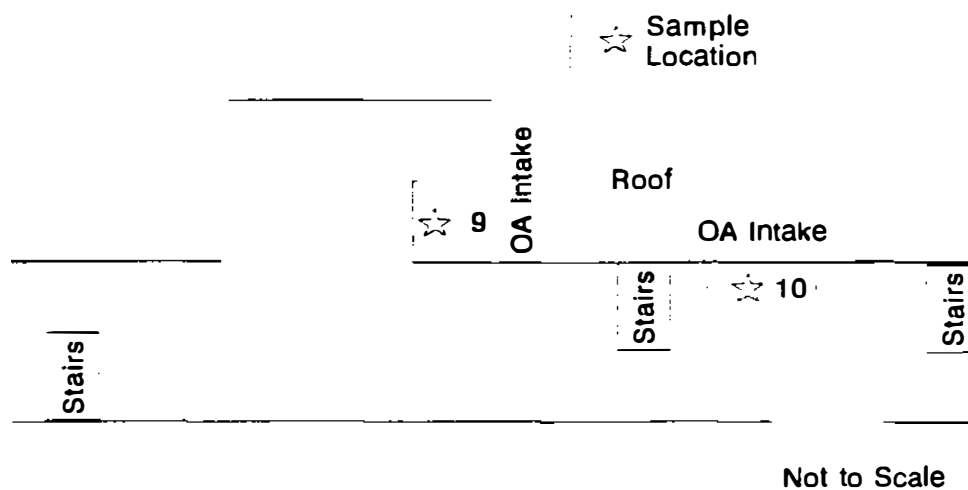 Sample
Location
OA Intake
Roof
9
OA Intake
Stairs
10
Stairs
Stairs
Not to Scale